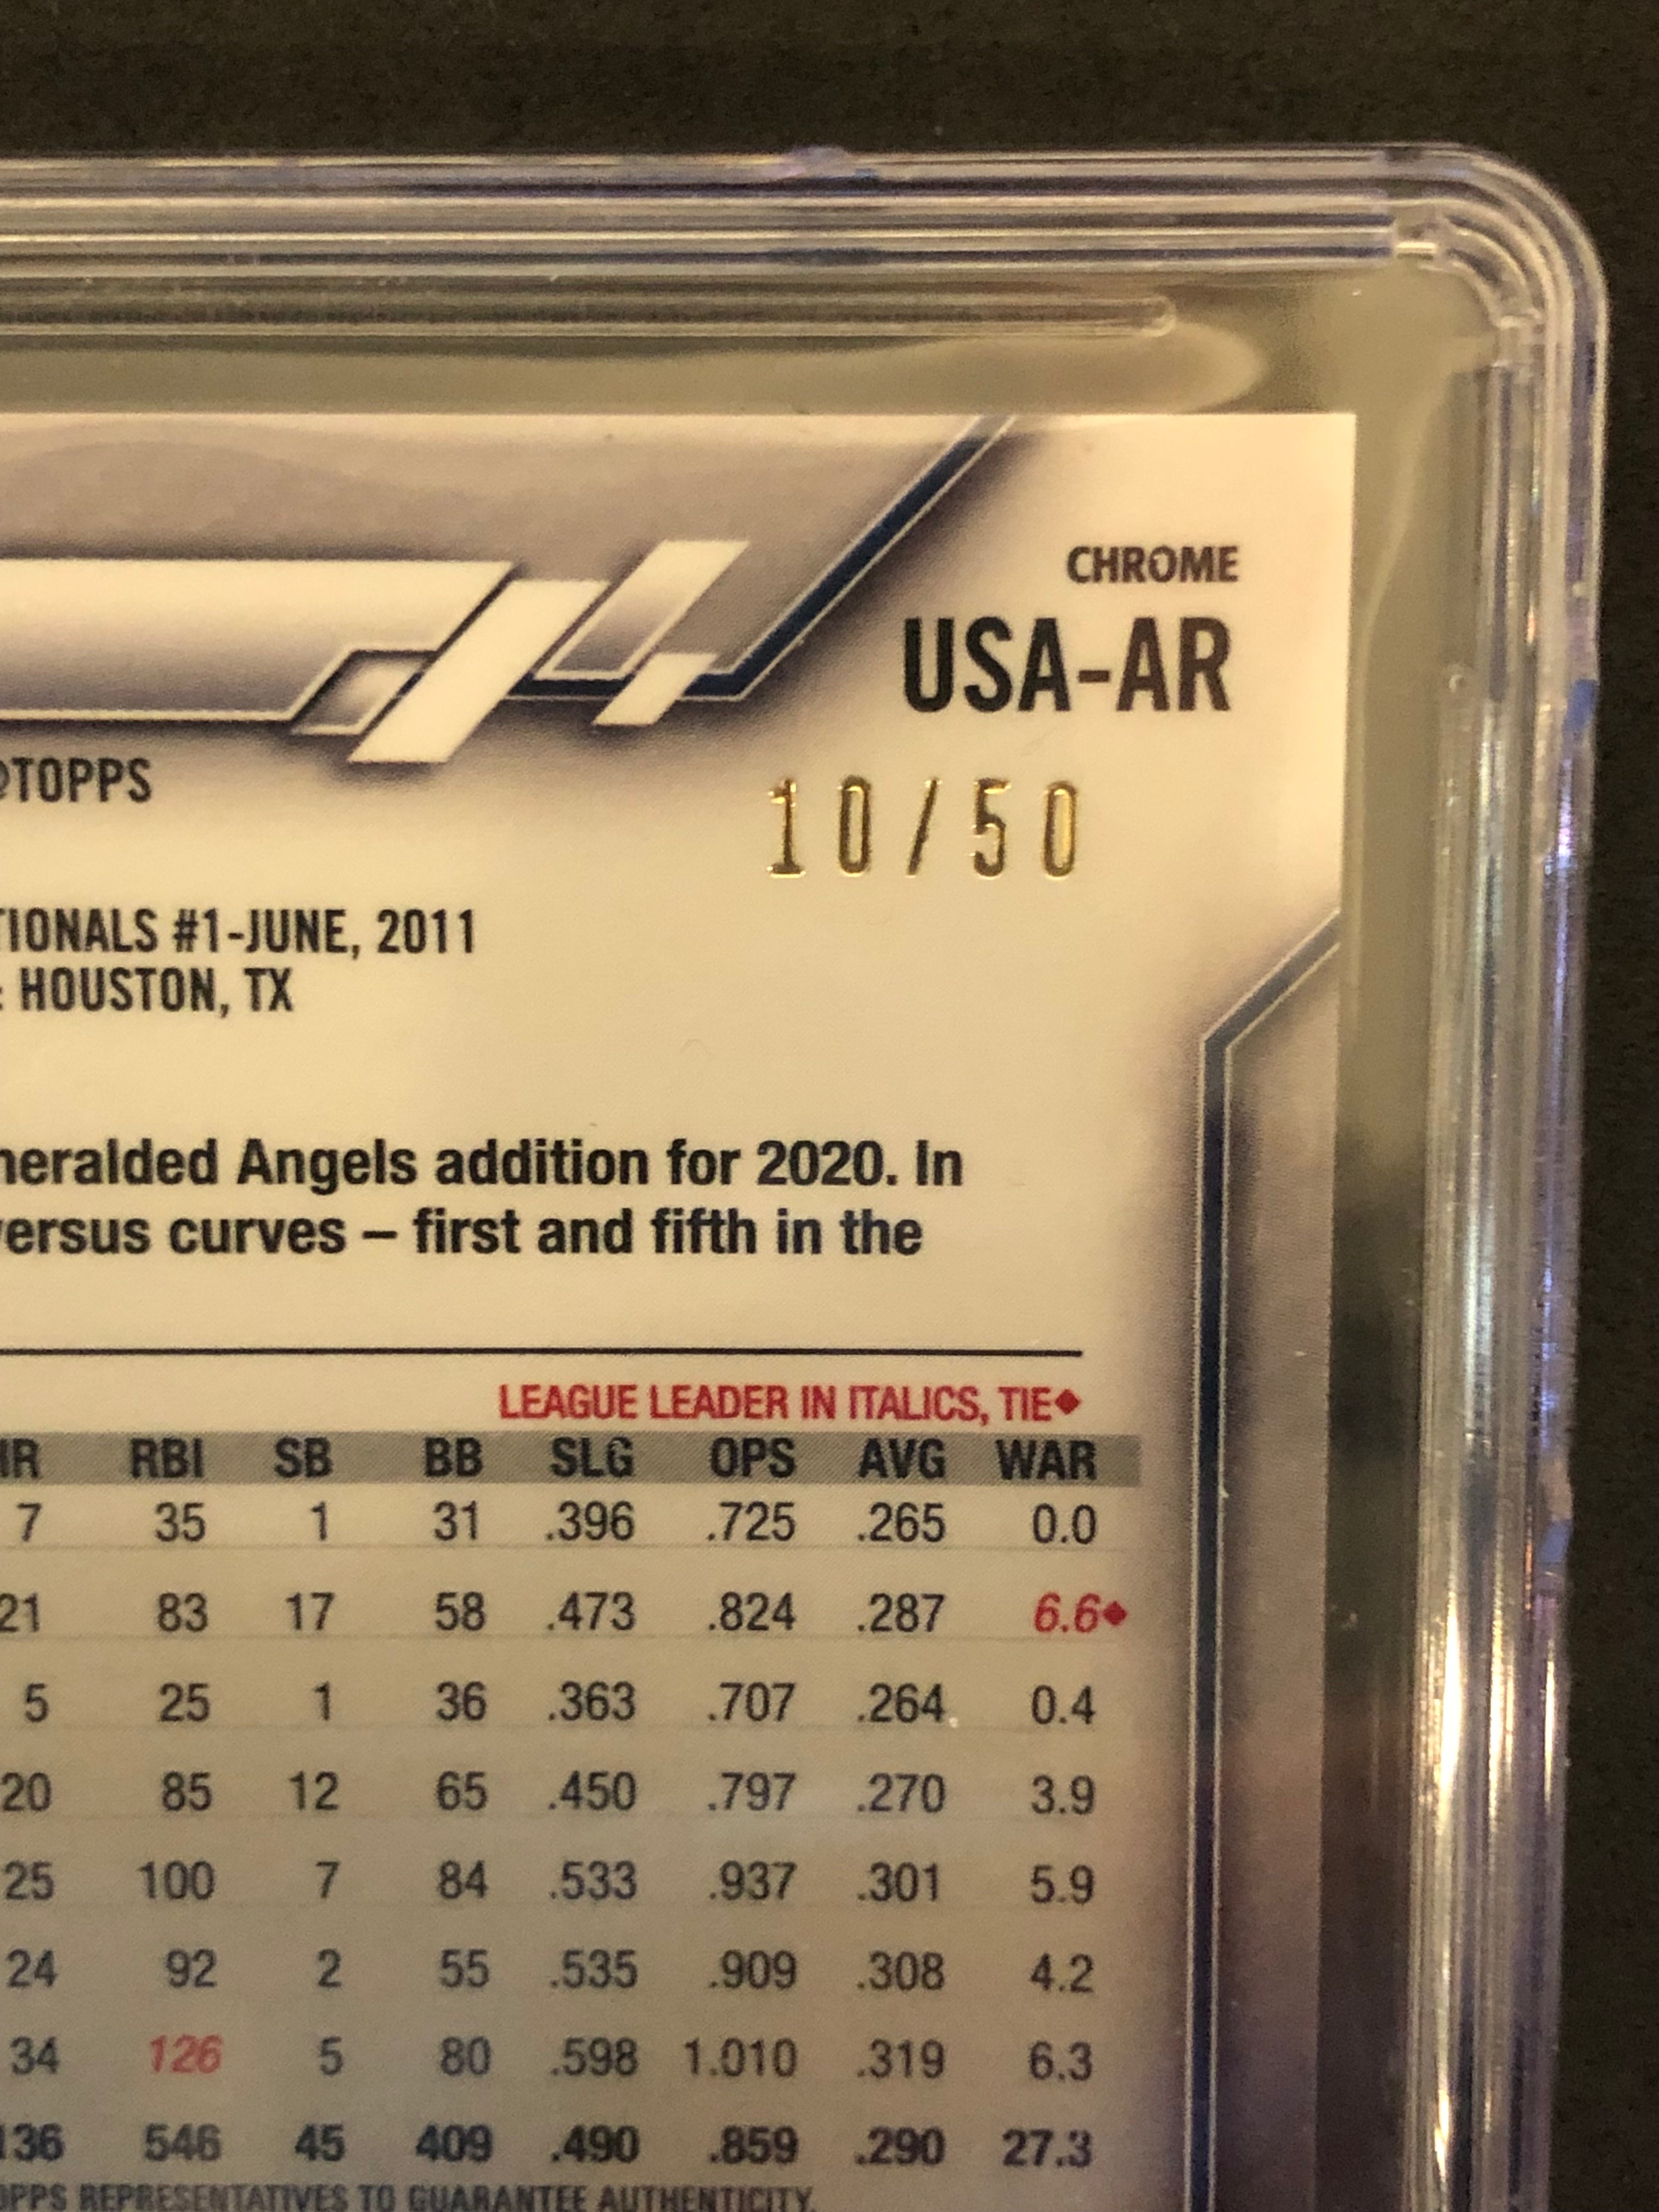 CHROME
USA-AR
@TOPPS
10/50
TIONALS #1-JUNE, 2011
: HOUSTON, TX
heralded Angels addition for 2020. In
versus curves – first and fifth in the
LEAGUE LEADER IN ITALICS, TIE◆
HR RBI SB BB SLG OPS AVG WAR
7 35 1 31 .396 .725 .265 0.0
21 83 17 58 .473 .824 .287 6.6◆
5 25 1 36 .363 .707 .264 0.4
20 85 12 65 .450 .797 .270 3.9
25 100 7 84 .533 .937 .301 5.9
24 92 2 55 .535 .909 .308 4.2
34 126 5 80 .598 1.010 .319 6.3
136 546 45 409 .490 .859 .290 27.3
OPPS REPRESENTATIVES TO GUARANTEE AUTHENTICITY.